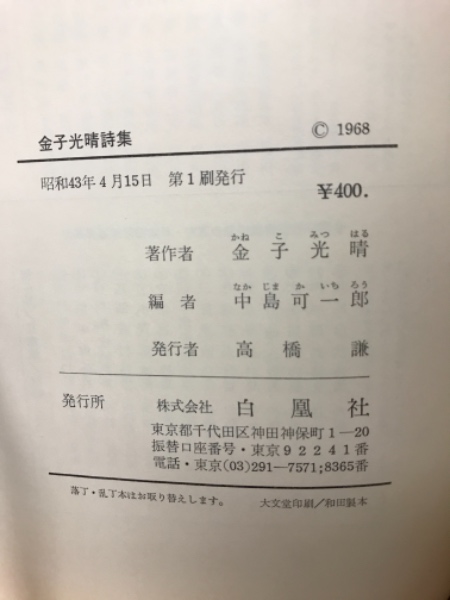 金子光晴詩集
© 1968
昭和43年4月15日 第1刷発行
¥400.
かね こ みつ はる
著作者 金子光晴
なか じま か いち ろう
編者 中島可一郎
発行者 高橋謙
発行所 株式会社 白凰社
東京都千代田区神田神保町1-20
振替口座番号・東京92241番
電話・東京(03)291-7571;8365番
落丁・乱丁本はお取り替えします。
大文堂印刷/和田製本